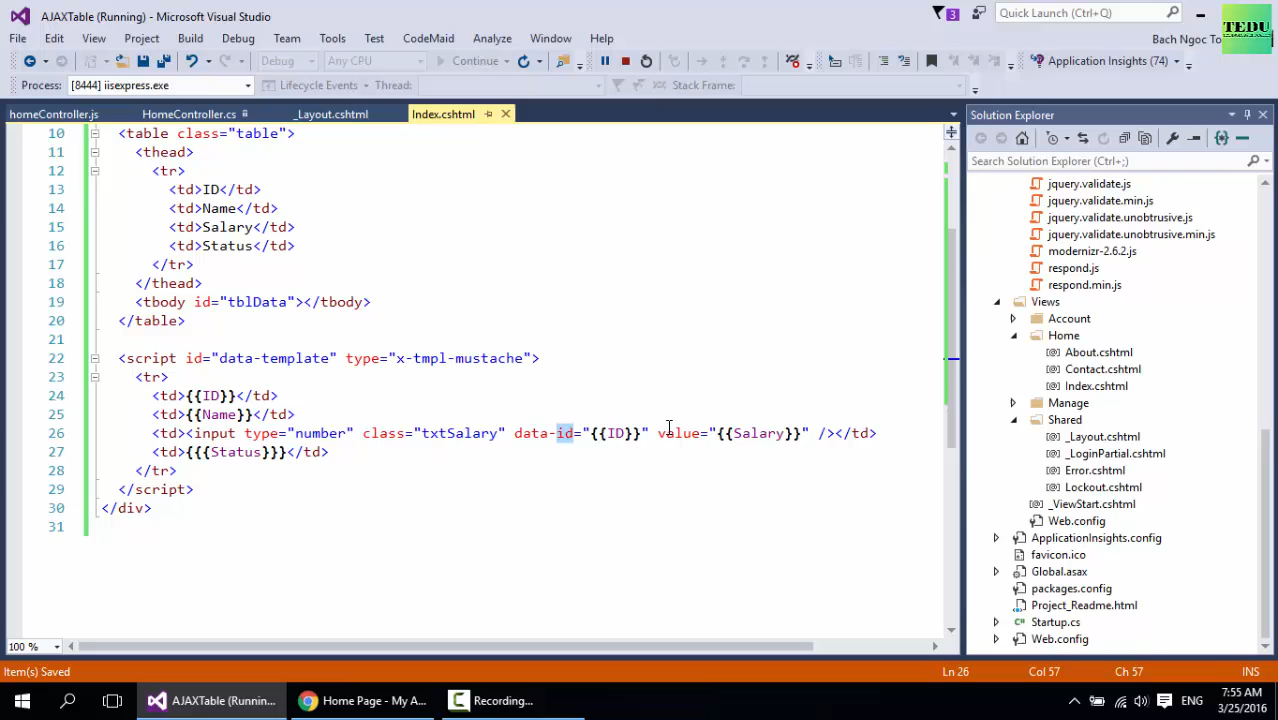 AJAXTable (Running) - Microsoft Visual Studio
3
Quick Launch (Ctrl+Q)
TEDU
File Edit View Project Build Debug Team Tools Test CodeMaid Analyze Window Help
Bach Ngoc To
Debug Any CPU Continue Application Insights (74)
Process: [8444] iisexpress.exe Lifecycle Events Thread: Stack Frame:
homeController.js HomeController.cs _Layout.cshtml Index.cshtml
10 <table class="table">
11 <thead>
12 <tr>
13 <td>ID</td>
14 <td>Name</td>
15 <td>Salary</td>
16 <td>Status</td>
17 </tr>
18 </thead>
19 <tbody id="tblData"></tbody>
20 </table>
21
22 <script id="data-template" type="x-tmpl-mustache">
23 <tr>
24 <td>{{ID}}</td>
25 <td>{{Name}}</td>
26 <td><input type="number" class="txtSalary" data-id="{{ID}}" value="{{Salary}}" /></td>
27 <td>{{{Status}}}</td>
28 </tr>
29 </script>
30 </div>
31
100 %
Solution Explorer
Search Solution Explorer (Ctrl+;)
jquery.validate.js
jquery.validate.min.js
jquery.validate.unobtrusive.js
jquery.validate.unobtrusive.min.js
modernizr-2.6.2.js
respond.js
respond.min.js
Views
Account
Home
About.cshtml
Contact.cshtml
Index.cshtml
Manage
Shared
_Layout.cshtml
_LoginPartial.cshtml
Error.cshtml
Lockout.cshtml
_ViewStart.cshtml
Web.config
ApplicationInsights.config
favicon.ico
Global.asax
packages.config
Project_Readme.html
Startup.cs
Web.config
Item(s) Saved Ln 26 Col 57 Ch 57 INS
AJAXTable (Runnin... Home Page - My A... Recording... ENG
7:55 AM
3/25/2016